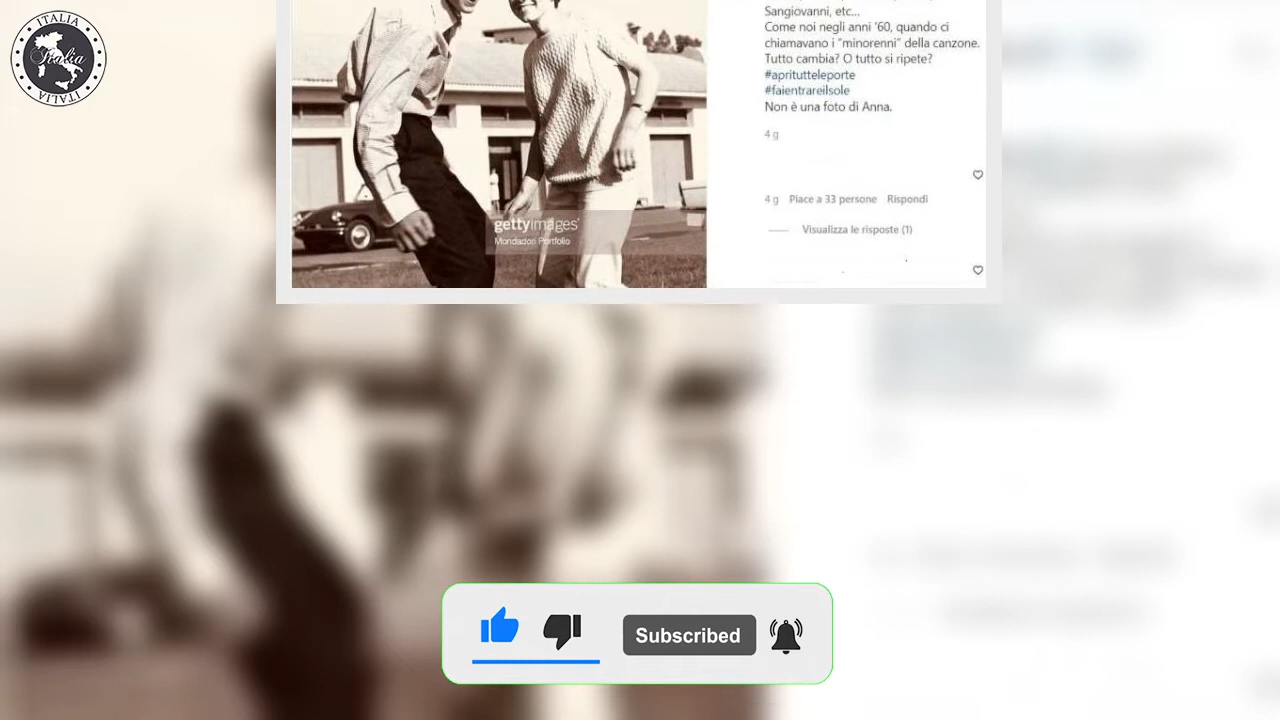 ITALIA
Italia
ITALIA
Sangiovanni, etc...
Come noi negli anni '60, quando ci
chiamavano i "minorenni" della canzone.
Tutto cambia? O tutto si ripete?
#apritutteleporte
#faientrareilsole
Non è una foto di Anna.
4 g
4 g Piace a 33 persone Rispondi
Visualizza le risposte (1)
gettyimages®
Mondadori Portfolio
Subscribed